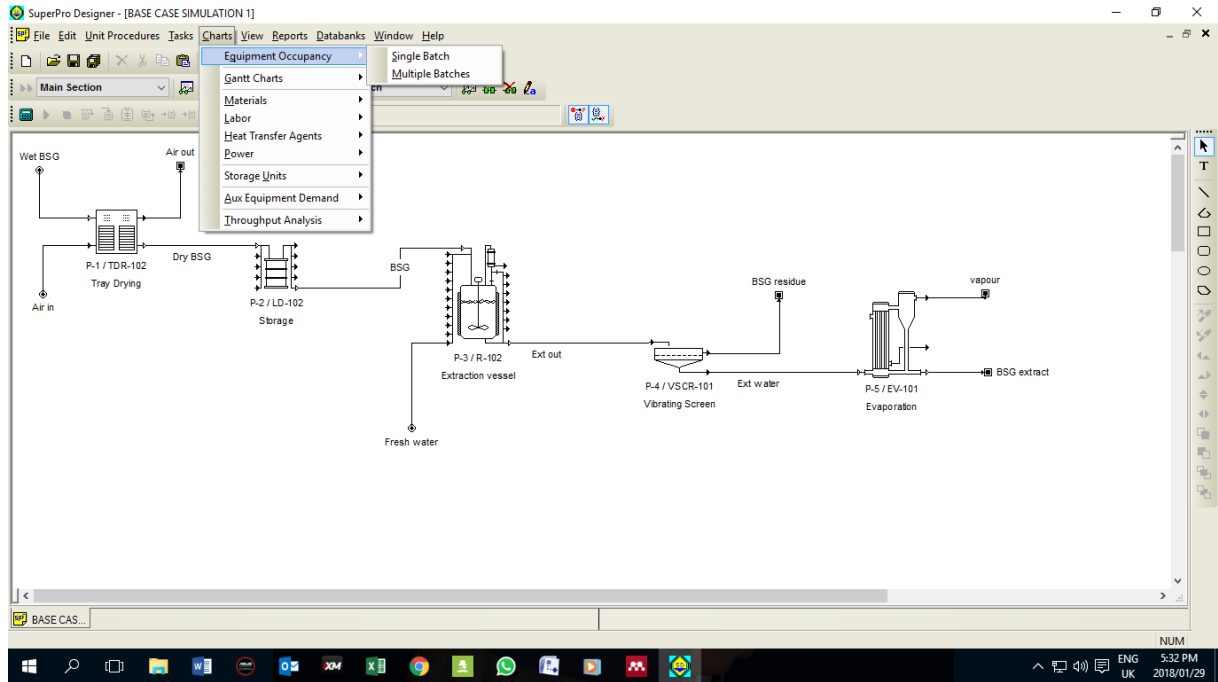 SuperPro Designer - [BASE CASE SIMULATION 1]
File Edit Unit Procedures Tasks Charts View Reports Databanks Window Help
Equipment Occupancy
Single Batch
Multiple Batches
Gantt Charts
Materials
Labor
Heat Transfer Agents
Power
Storage Units
Aux Equipment Demand
Throughput Analysis
Main Section
Wet BSG
Air out
Air in
P-1 / TDR-102
Tray Drying
Dry BSG
P-2 / LD-102
Storage
BSG
P-3 / R-102
Extraction vessel
Fresh water
Ext out
BSG residue
P-4 / VSCR-101
Vibrating Screen
Ext water
vapour
BSG extract
P-5 / EV-101
Evaporation
spf BASE CAS...
NUM
ENG 5:32 PM
UK 2018/01/29